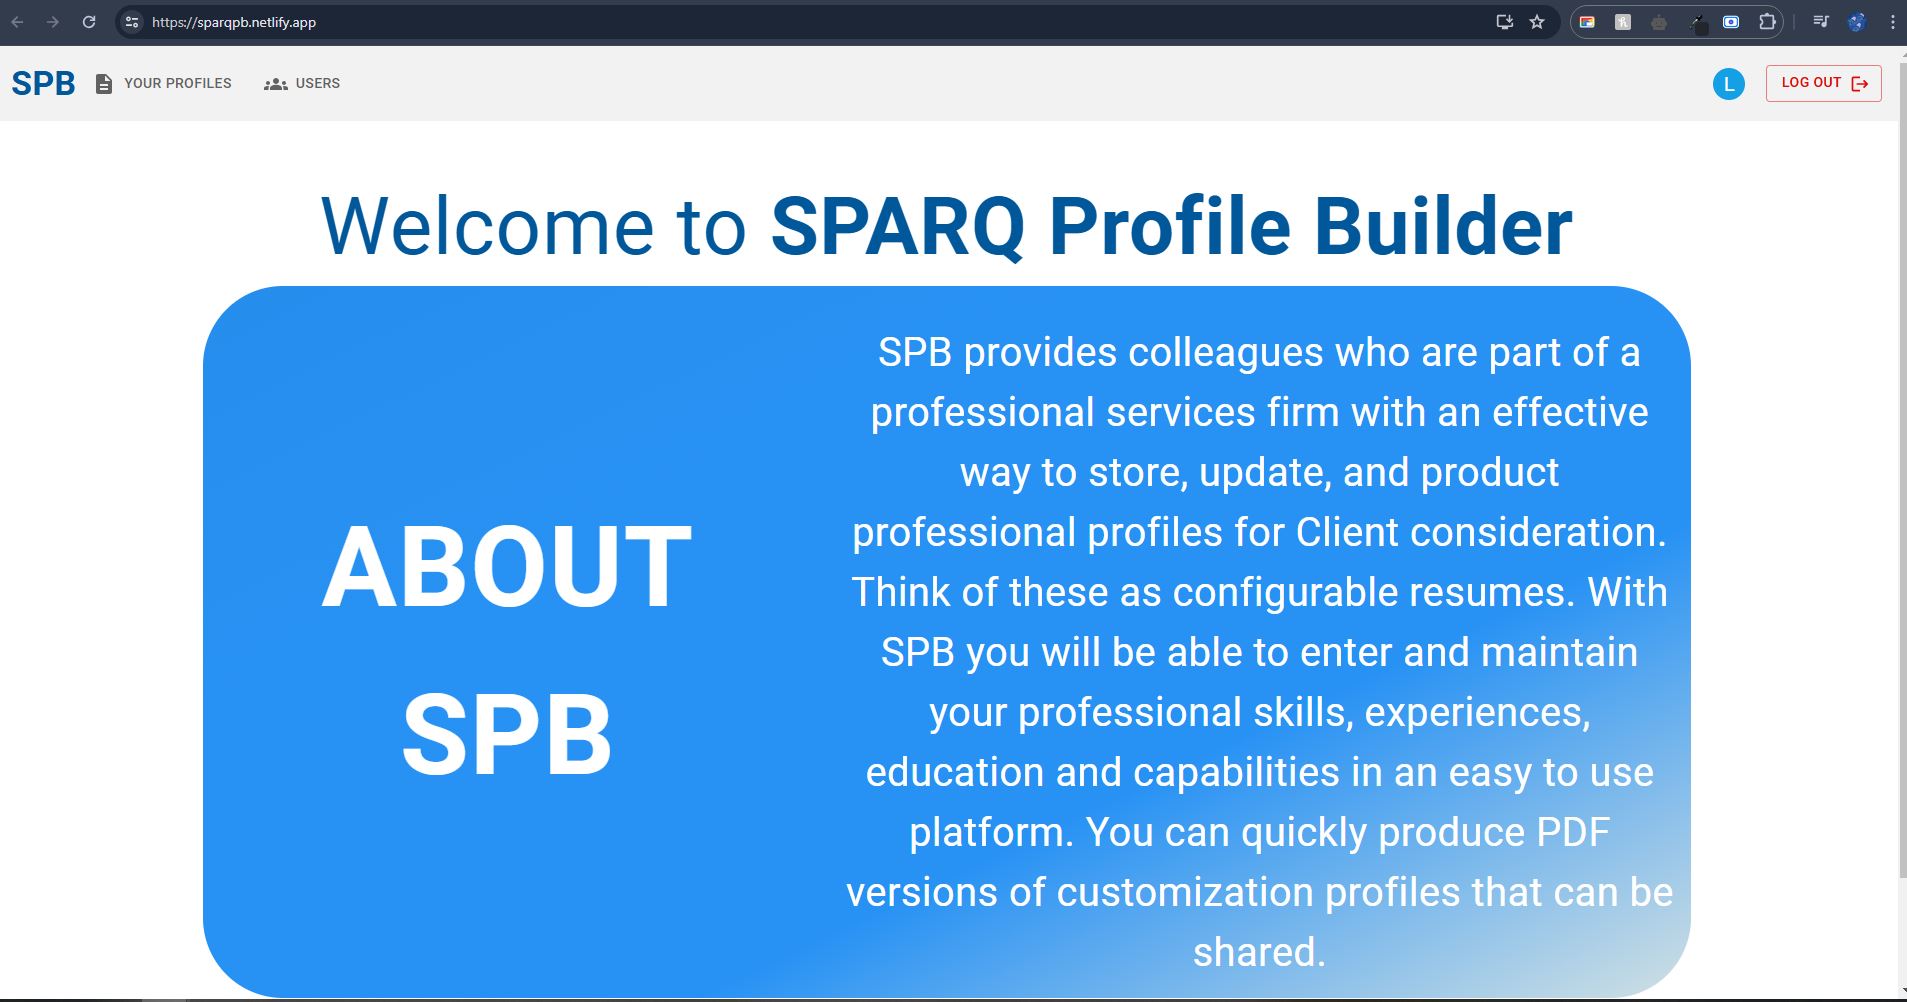 https://sparqpb.netlify.app
SPB YOUR PROFILES USERS L LOG OUT
Welcome to SPARQ Profile Builder
ABOUT
SPB
SPB provides colleagues who are part of a
professional services firm with an effective
way to store, update, and product
professional profiles for Client consideration.
Think of these as configurable resumes. With
SPB you will be able to enter and maintain
your professional skills, experiences,
education and capabilities in an easy to use
platform. You can quickly produce PDF
versions of customization profiles that can be
shared.